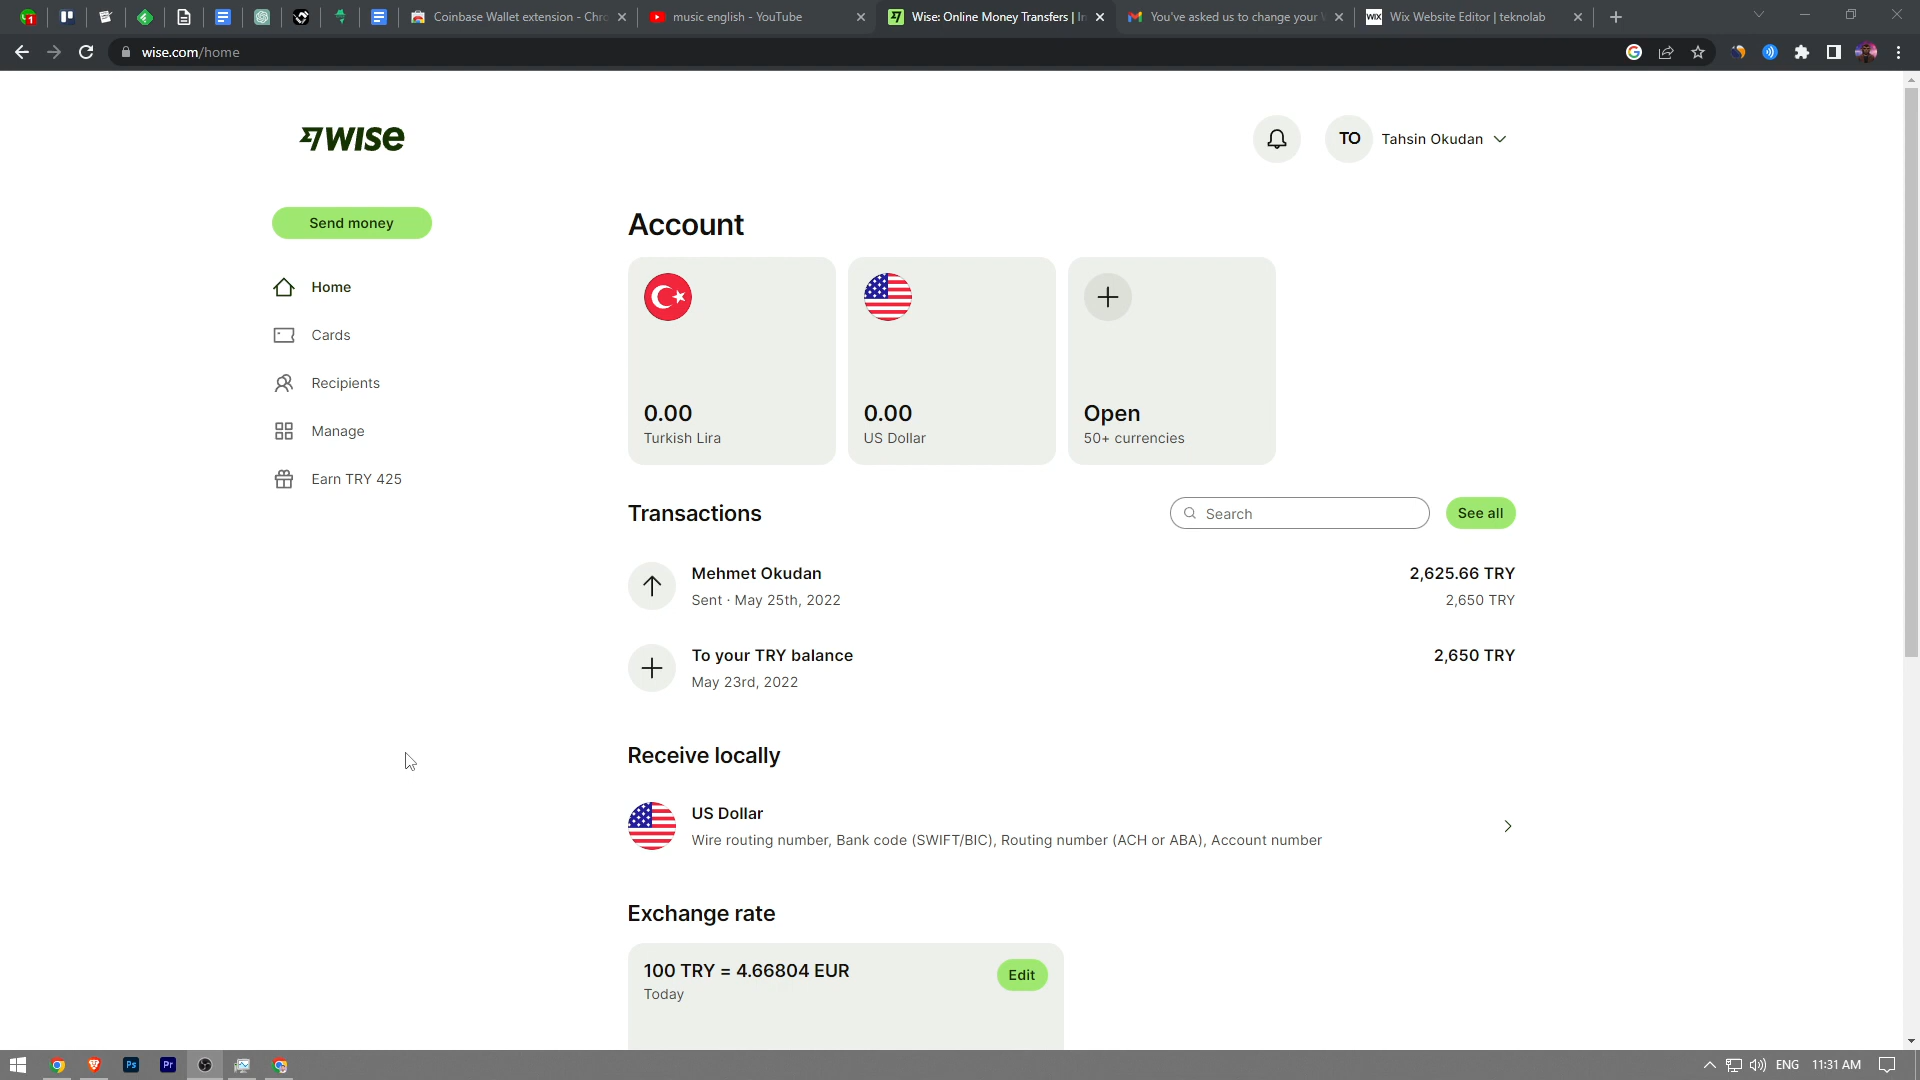 Coinbase Wallet extension - Chro
music english - YouTube
Wise: Online Money Transfers | In
You've asked us to change your W
WIX Wix Website Editor | teknolab
wise.com/home
WISE
TO Tahsin Okudan
Send money
Home
Cards
Recipients
Manage
Earn TRY 425
Account
0.00
Turkish Lira
0.00
US Dollar
Open
50+ currencies
Transactions
Search
See all
Mehmet Okudan
2,625.66 TRY
Sent · May 25th, 2022
2,650 TRY
To your TRY balance
2,650 TRY
May 23rd, 2022
Receive locally
US Dollar
Wire routing number, Bank code (SWIFT/BIC), Routing number (ACH or ABA), Account number
Exchange rate
100 TRY = 4.66804 EUR
Edit
Today
Ps
Pr
ENG
11:31 AM